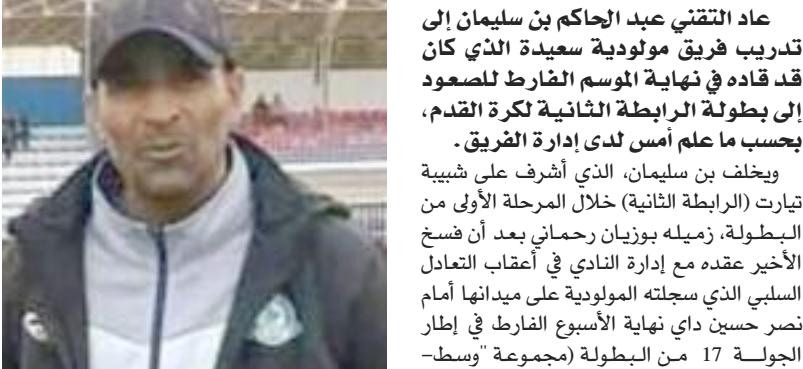 عاد التقني عبد الحاكم بن سليمان إلى
تدريب فريق مولودية سعيدة الذي كان
قد قاده في نهاية الموسم الفارط للصعود
إلى بطولة الرابطة الثانية لكرة القدم،
بحسب ما علم أمس لدى إدارة الفريق.
ويخلف بن سليمان، الذي أشرف على شبيبة
تيارت (الرابطة الثانية) خلال المرحلة الأولى من
البطولة، زميله بوزيان رحماني بعد أن فسخ
الأخير عقده مع إدارة النادي في أعقاب التعادل
السلبي الذي سجلته المولودية على ميدانها أمام
نصر حسين داي نهاية الأسبوع الفارط في إطار
الجولة 17 من البطولة (مجموعة "وسط–